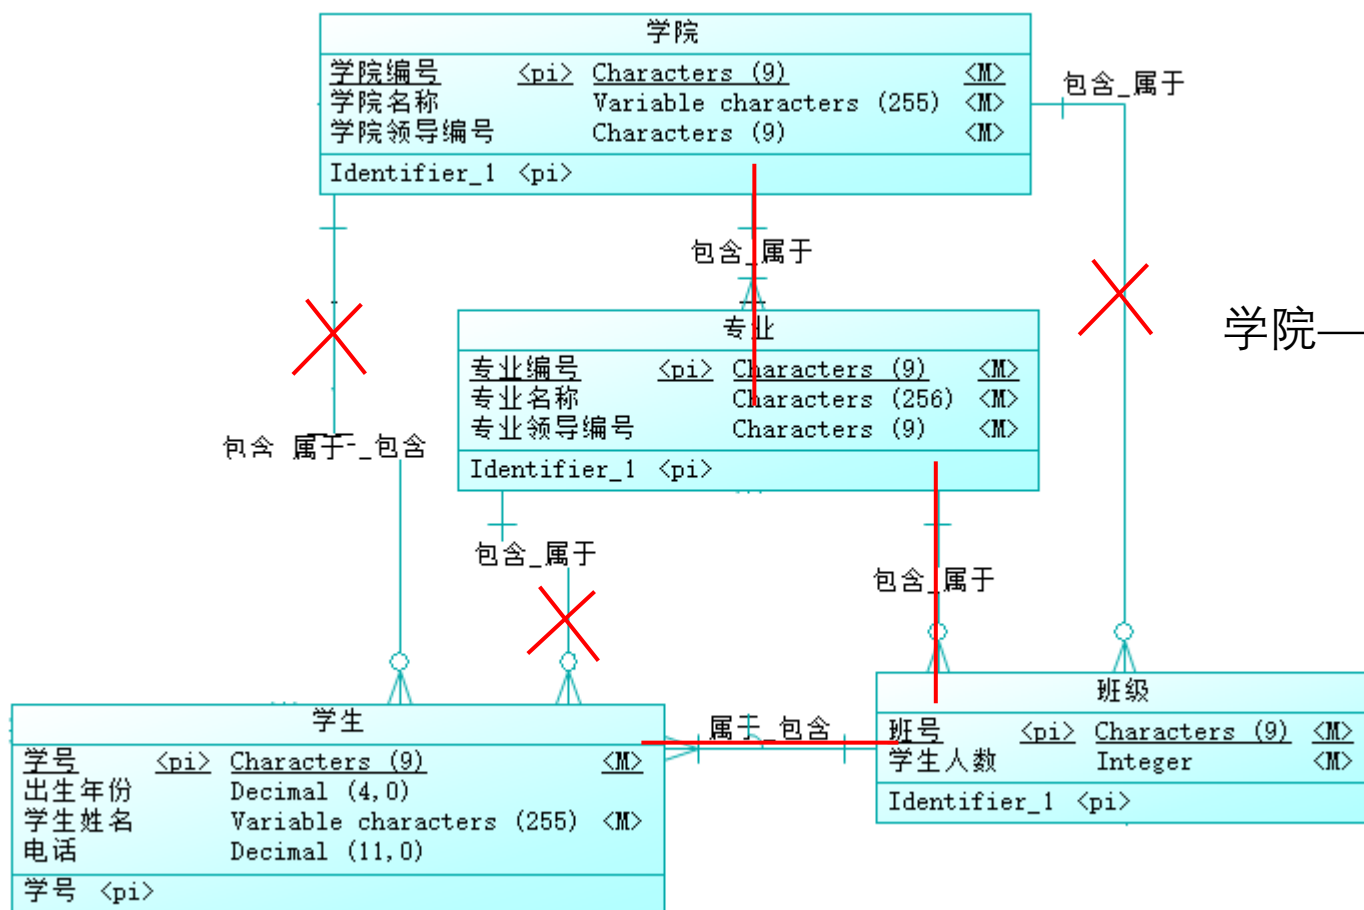 学院
学院编号 <pi> Characters (9) <M>
学院名称 Variable characters (255) <M>
学院领导编号 Characters (9) <M>
Identifier_1 <pi>
包含_属于
包含_属于
学院—
专业
专业编号 <pi> Characters (9) <M>
专业名称 Characters (256) <M>
专业领导编号 Characters (9) <M>
Identifier_1 <pi>
包含 属于-_包含
包含_属于
包含_属于
学生
学号 <pi> Characters (9) <M>
出生年份 Decimal (4,0)
学生姓名 Variable characters (255) <M>
电话 Decimal (11,0)
学号 <pi>
属于_包含
班级
班号 <pi> Characters (9) <M>
学生人数 Integer <M>
Identifier_1 <pi>